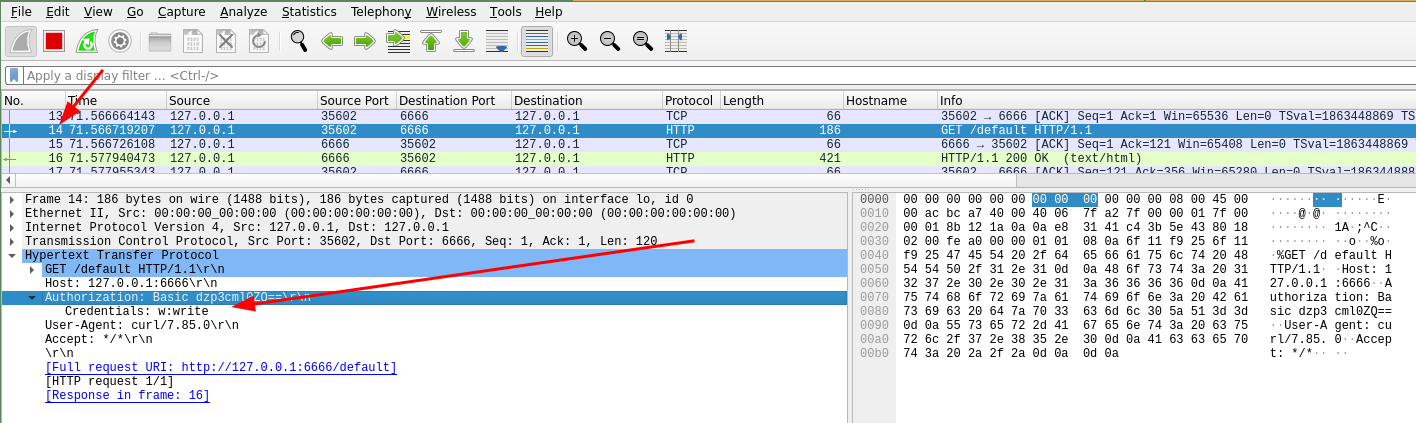 File Edit View Go Capture Analyze Statistics Telephony Wireless Tools Help
Apply a display filter … <Ctrl-/>
No. Time Source Source Port Destination Port Destination Protocol Length Hostname Info
13 71.566664143 127.0.0.1 35602 6666 127.0.0.1 TCP 66 35602 → 6666 [ACK] Seq=1 Ack=1 Win=65536 Len=0 TSval=1863448869 TS
14 71.566719207 127.0.0.1 35602 6666 127.0.0.1 HTTP 186 GET /default HTTP/1.1
15 71.566726108 127.0.0.1 6666 35602 127.0.0.1 TCP 66 6666 → 35602 [ACK] Seq=1 Ack=121 Win=65408 Len=0 TSval=1863448869
16 71.577940473 127.0.0.1 6666 35602 127.0.0.1 HTTP 421 HTTP/1.1 200 OK (text/html)
17 71.577955343 127.0.0.1 35602 6666 127.0.0.1 TCP 66 35602 → 6666 [ACK] Seq=121 Ack=356 Win=65280 Len=0
Frame 14: 186 bytes on wire (1488 bits), 186 bytes captured (1488 bits) on interface lo, id 0
Ethernet II, Src: 00:00:00_00:00:00 (00:00:00:00:00:00), Dst: 00:00:00_00:00:00 (00:00:00:00:00:00)
Internet Protocol Version 4, Src: 127.0.0.1, Dst: 127.0.0.1
Transmission Control Protocol, Src Port: 35602, Dst Port: 6666, Seq: 1, Ack: 1, Len: 120
Hypertext Transfer Protocol
GET /default HTTP/1.1\r\n
Host: 127.0.0.1:6666\r\n
Authorization: Basic dzp3cml0ZQ==\r\n
Credentials: w:write
User-Agent: curl/7.85.0\r\n
Accept: */*\r\n
\r\n
[Full request URI: http://127.0.0.1:6666/default]
[HTTP request 1/1]
[Response in frame: 16]
0000 00 00 00 00 00 00 00 00 00 00 00 00 08 00 45 00 ········ ······E·
0010 00 ac bc a7 40 00 40 06 7f a2 7f 00 00 01 7f 00 ····@·@· ········
0020 00 01 8b 12 1a 0a 0a e8 31 41 c4 3b 5e 43 80 18 ········ 1A·;^C··
0030 02 00 fe a0 00 00 01 01 08 0a 6f 11 f9 25 6f 11 ········ ··o··%o·
0040 f9 25 47 45 54 20 2f 64 65 66 61 75 6c 74 20 48 ·%GET /d efault H
0050 54 54 50 2f 31 2e 31 0d 0a 48 6f 73 74 3a 20 31 TTP/1.1· ·Host: 1
0060 32 37 2e 30 2e 30 2e 31 3a 36 36 36 36 0d 0a 41 27.0.0.1 :6666··A
0070 75 74 68 6f 72 69 7a 61 74 69 6f 6e 3a 20 42 61 uthoriza tion: Ba
0080 73 69 63 20 64 7a 70 33 63 6d 6c 30 5a 51 3d 3d sic dzp3 cml0ZQ==
0090 0d 0a 55 73 65 72 2d 41 67 65 6e 74 3a 20 63 75 ··User-A gent: cu
00a0 72 6c 2f 37 2e 38 35 2e 30 0d 0a 41 63 63 65 70 rl/7.85. 0··Accep
00b0 74 3a 20 2a 2f 2a 0d 0a 0d 0a t: */*·· ··